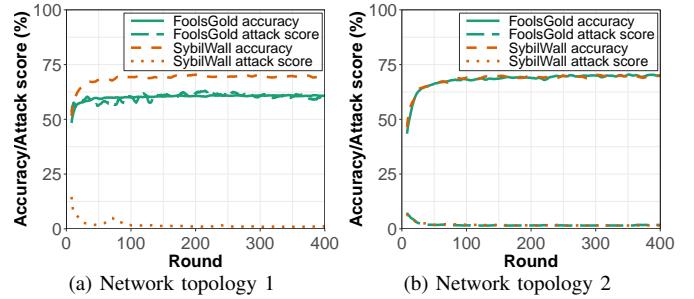 Accuracy/Attack score (%)
100
75
50
25
0
FoolsGold accuracy
FoolsGold attack score
SybilWall accuracy
SybilWall attack score
0 100 200 300 400
Round
(a) Network topology 1
Accuracy/Attack score (%)
100
75
50
25
0
FoolsGold accuracy
FoolsGold attack score
SybilWall accuracy
SybilWall attack score
0 100 200 300 400
Round
(b) Network topology 2